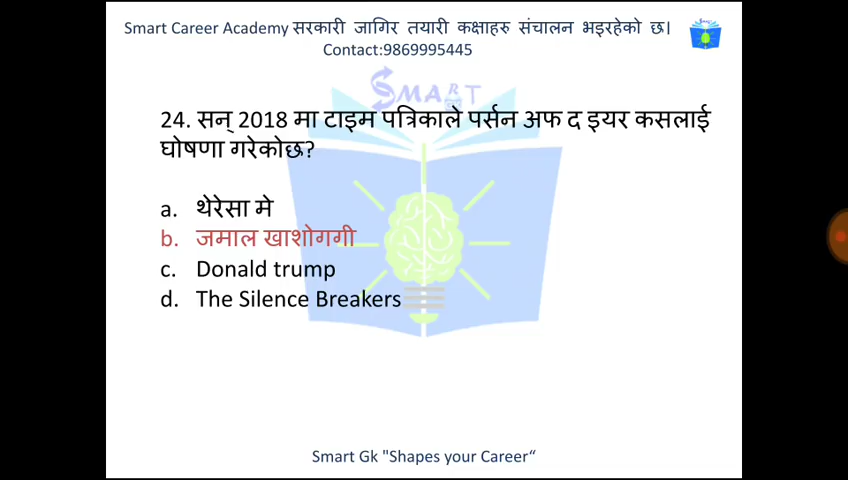 Smart Career Academy सरकारी जागिर तयारी कक्षाहरु संचालन भइरहेको छ।
Contact:9869995445
SMART
24. सन् 2018 मा टाइम पत्रिकाले पर्सन अफ द इयर कसलाई
घोषणा गरेकोछ?
a. थेरेसा मे
b. जमाल खाशोगगी
c. Donald trump
d. The Silence Breakers
Smart Gk "Shapes your Career“